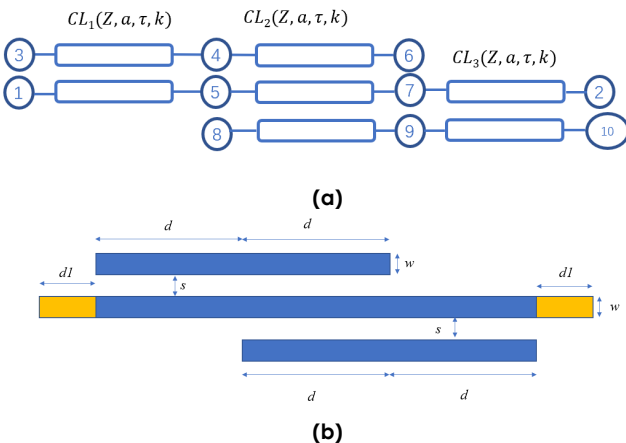 CL₁(Z, a, τ, k) CL₂(Z, a, τ, k)
CL₃(Z, a, τ, k)
3 4 6
1 5 7 2
8 9 10
(a)
d d
d1 s w d1
s w
d d
(b)